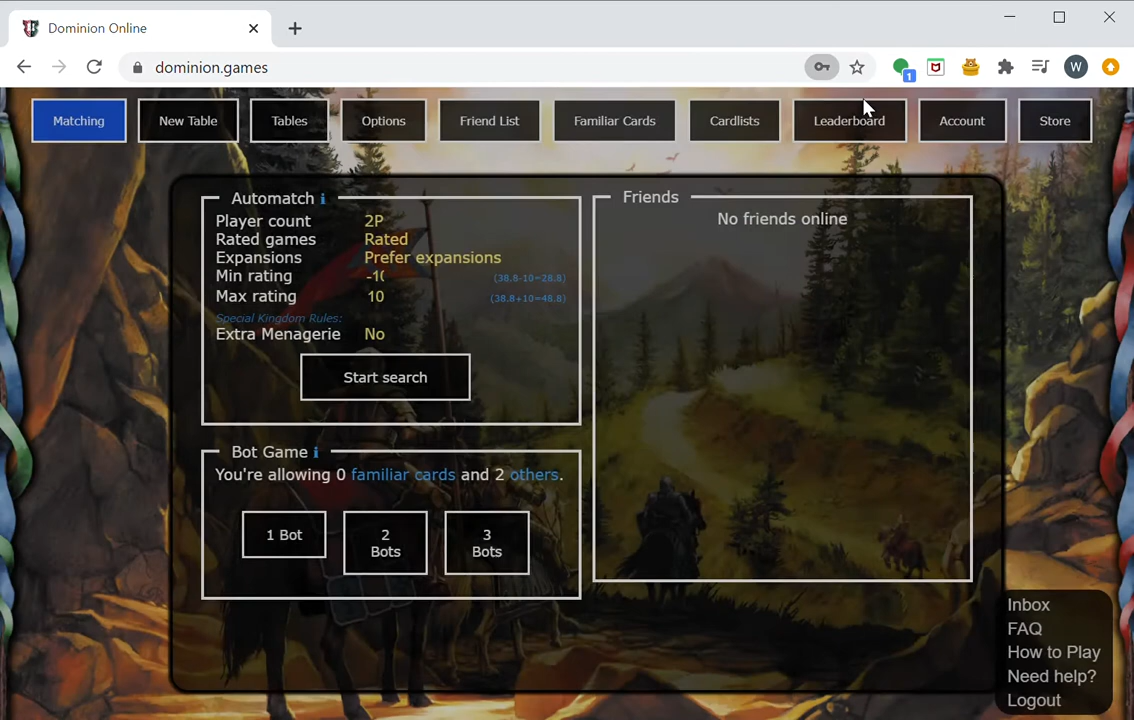 Dominion Online
dominion.games
1
W
Matching
New Table
Tables
Options
Friend List
Familiar Cards
Cardlists
Leaderboard
Account
Store
Automatch i
Player count 2P
Rated games Rated
Expansions Prefer expansions
Min rating -10 (38.8-10=28.8)
Max rating 10 (38.8+10=48.8)
Special Kingdom Rules:
Extra Menagerie No
Start search
Bot Game i
You're allowing 0 familiar cards and 2 others.
1 Bot
2
Bots
3
Bots
Friends
No friends online
Inbox
FAQ
How to Play
Need help?
Logout